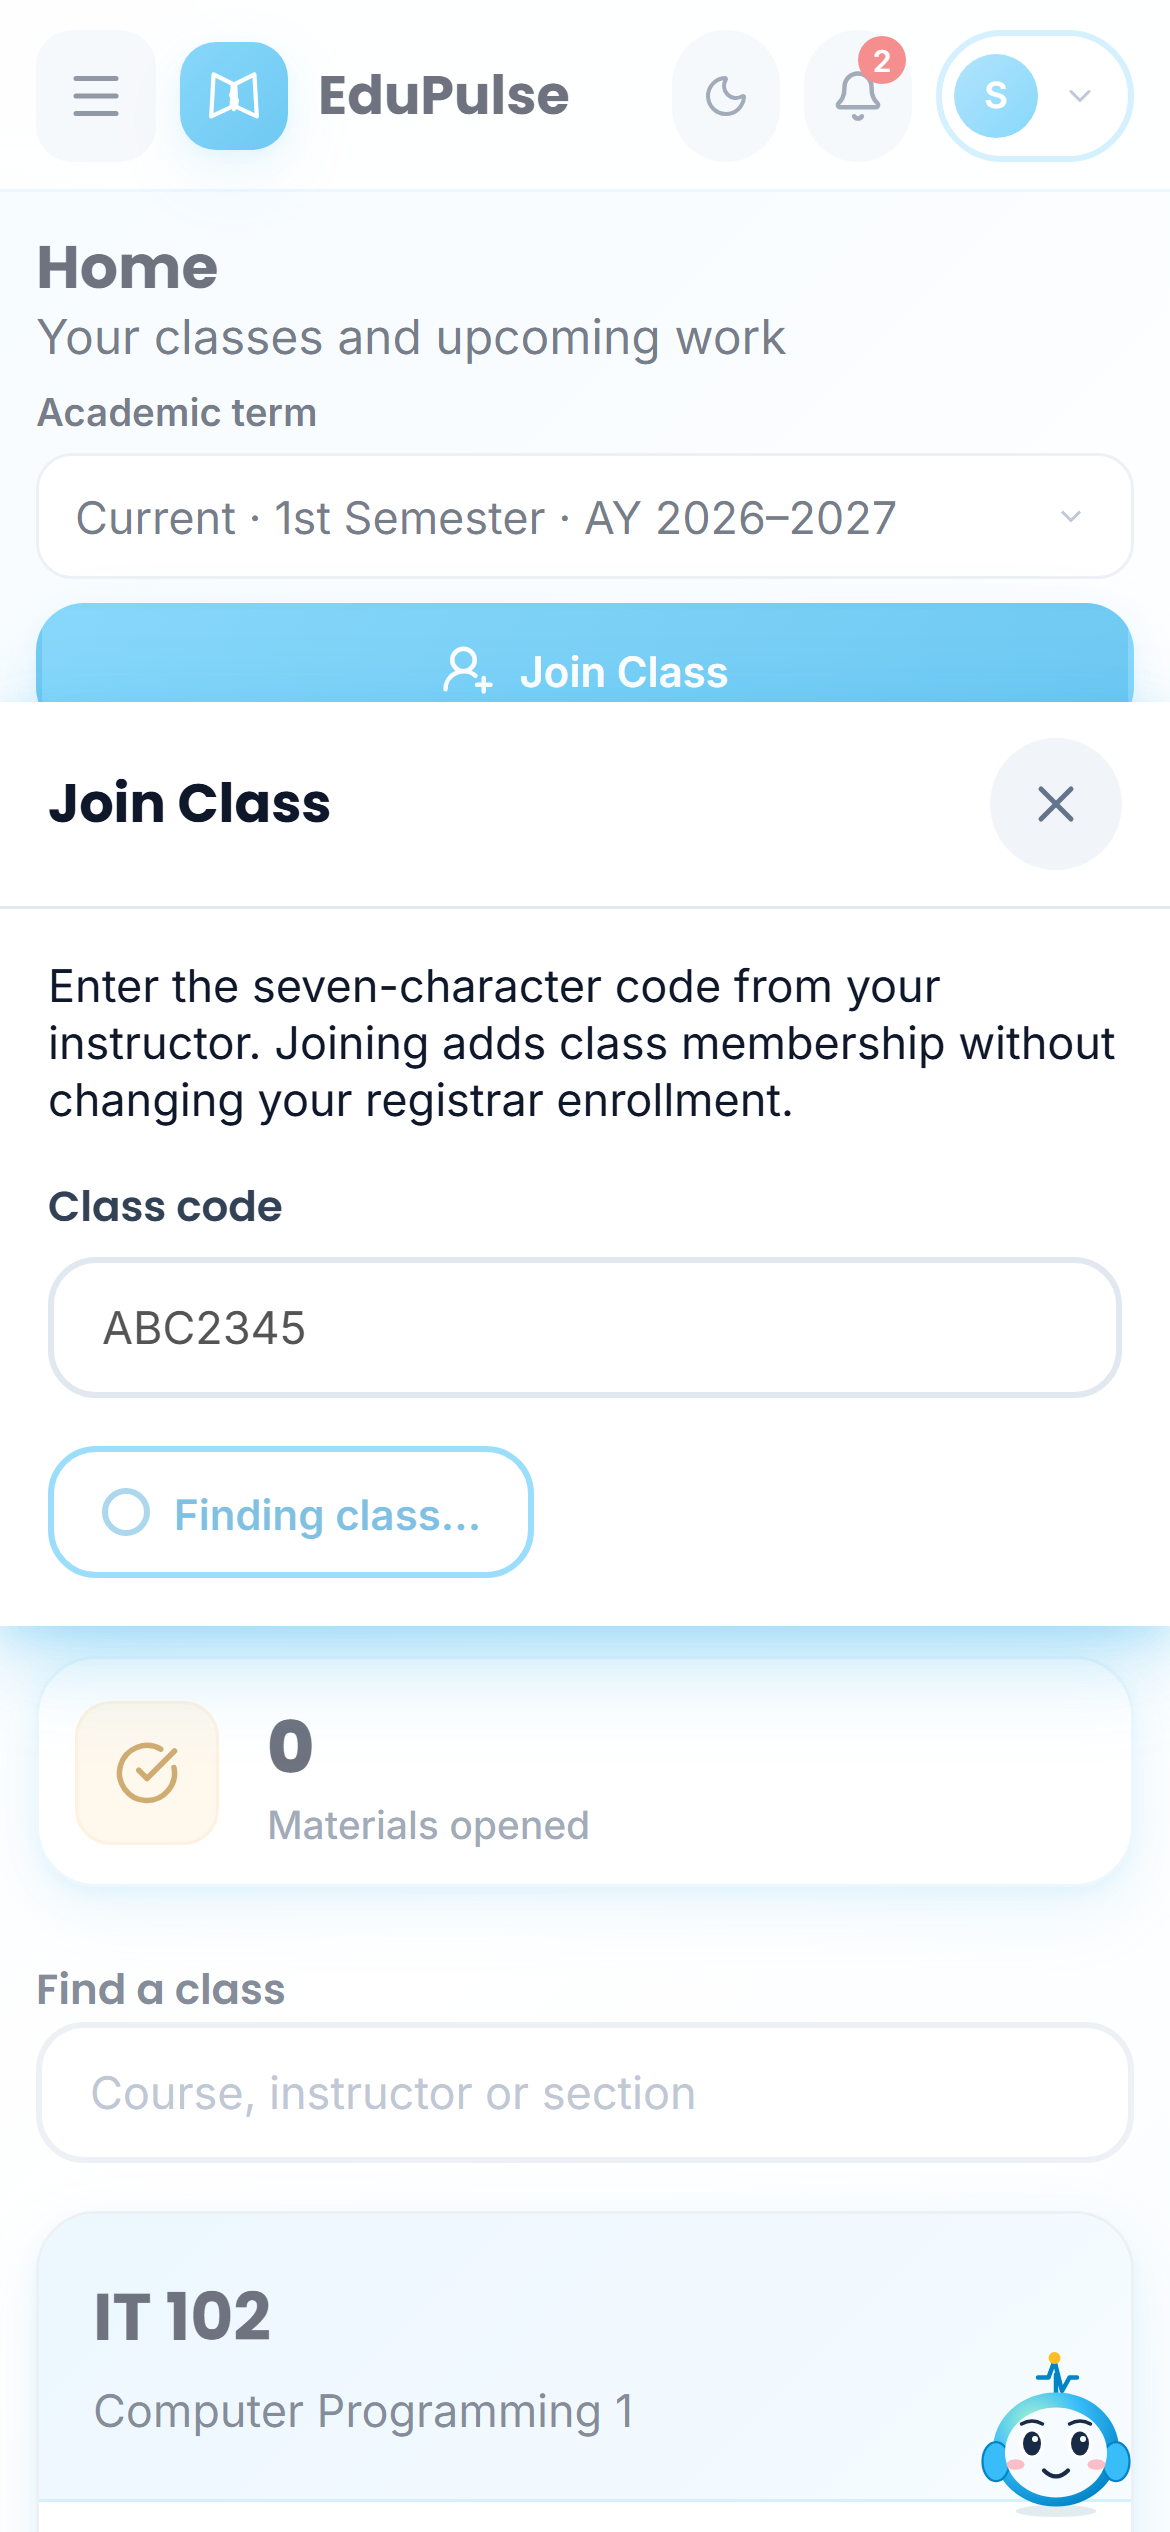 EduPulse
2
S
Home
Your classes and upcoming work
Academic term
Current · 1st Semester · AY 2026–2027
Join Class
Join Class
Enter the seven-character code from your
instructor. Joining adds class membership without
changing your registrar enrollment.
Class code
ABC2345
Finding class...
0
Materials opened
Find a class
Course, instructor or section
IT 102
Computer Programming 1